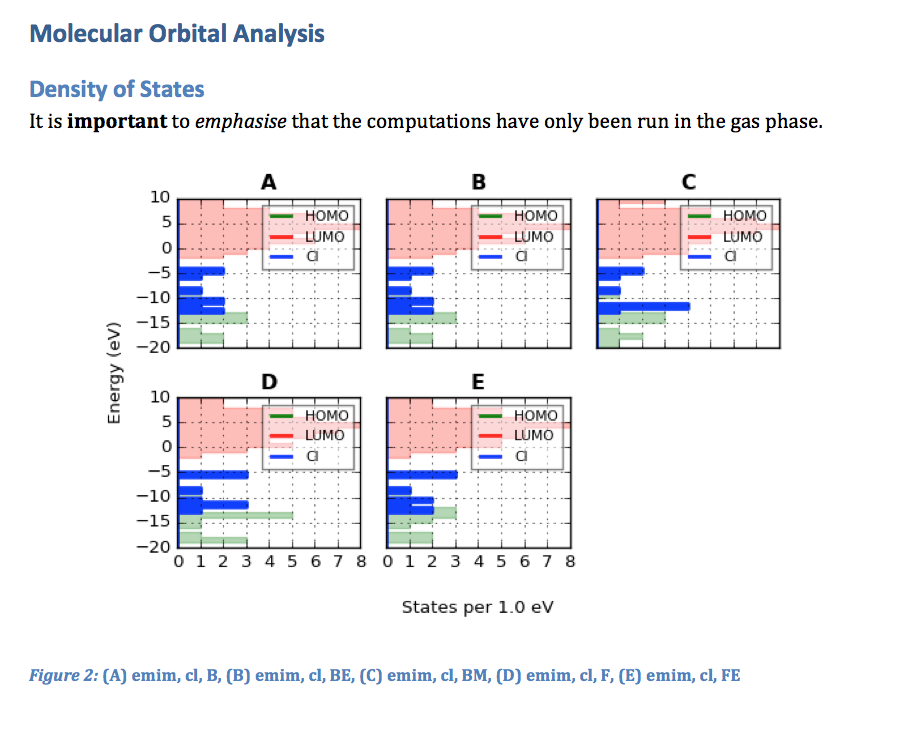 Molecular Orbital Analysis
Density of States
It is important to emphasise that the computations have only been run in the gas phase.
A B C
10
5
0
−5
−10
−15
−20
HOMO
LUMO
Cl
HOMO
LUMO
Cl
HOMO
LUMO
Cl
Energy (eV)
D E
10
5
0
−5
−10
−15
−20
HOMO
LUMO
Cl
HOMO
LUMO
Cl
0 1 2 3 4 5 6 7 8 0 1 2 3 4 5 6 7 8
States per 1.0 eV
Figure 2: (A) emim, cl, B, (B) emim, cl, BE, (C) emim, cl, BM, (D) emim, cl, F, (E) emim, cl, FE